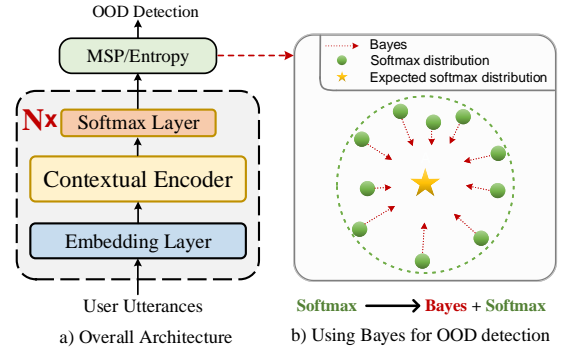 OOD Detection
MSP/Entropy
Nx
Softmax Layer
Contextual Encoder
Embedding Layer
User Utterances
a) Overall Architecture
Bayes
Softmax distribution
Expected softmax distribution
Softmax Bayes + Softmax
b) Using Bayes for OOD detection